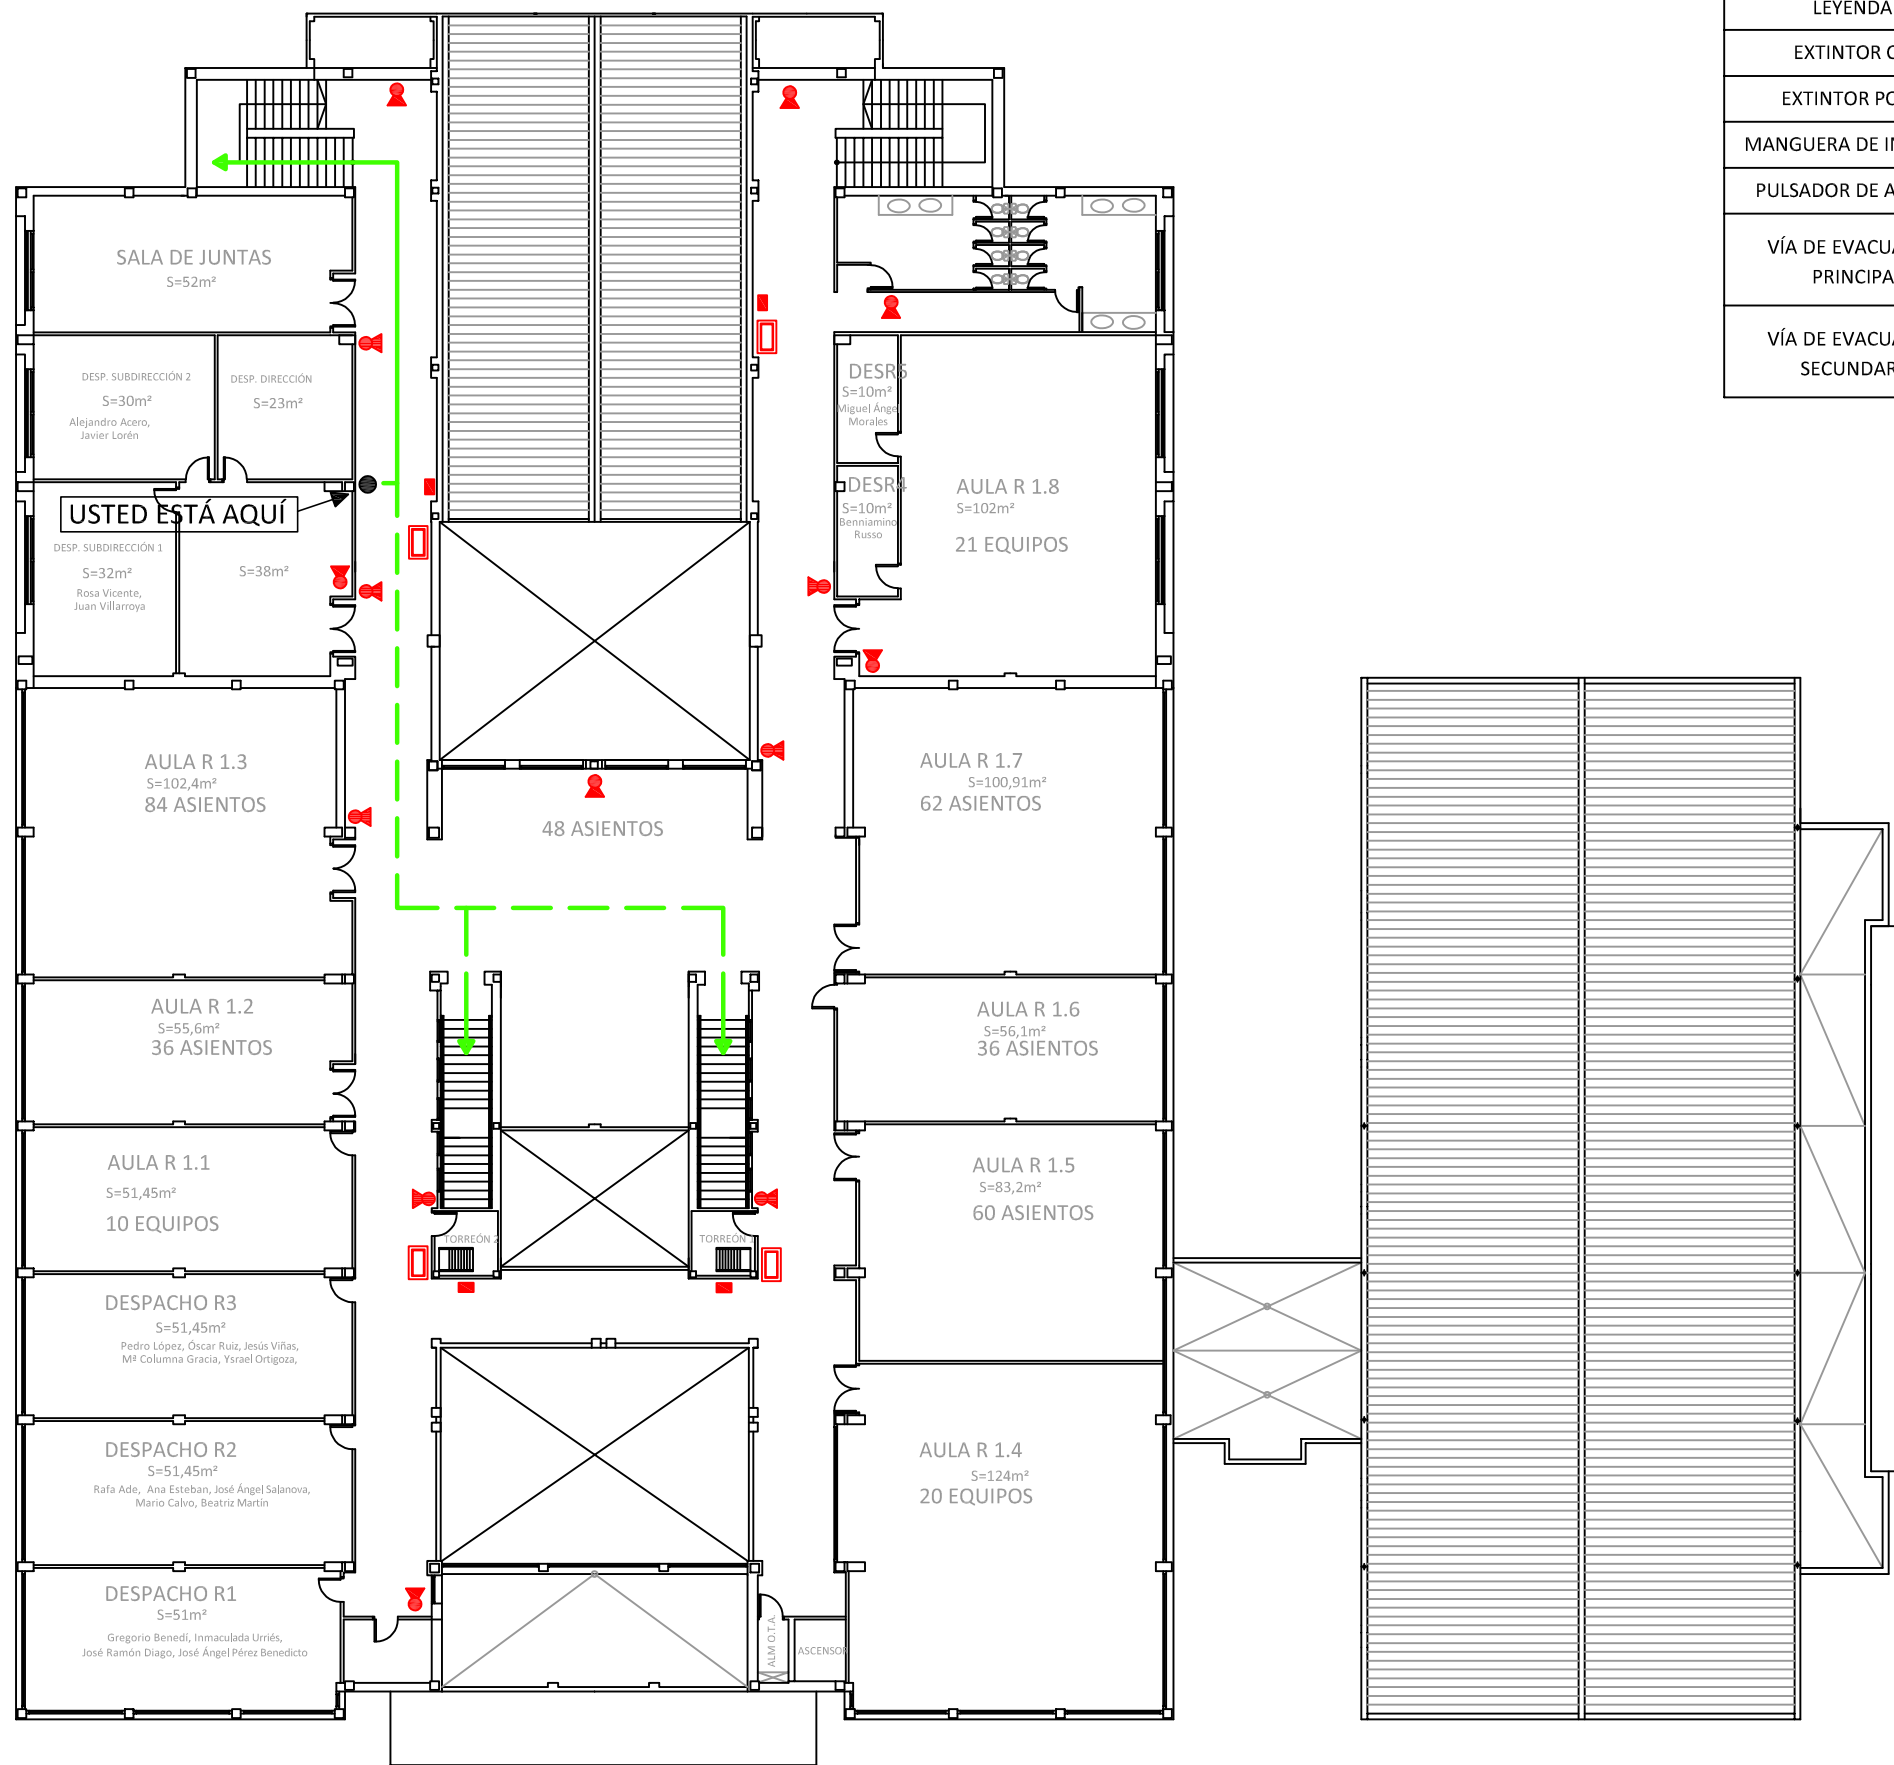 LEYENDA
EXTINTOR
EXTINTOR
MANGUERA DE
PULSADOR DE
VÍA DE
VÍA DE
SALA DE JUNTAS
S=52m²
DESP. SUBDIRECCIÓN 2
S=30m²
Alejandro Acero,
Javier Lorén
DESP. DIRECCIÓN
S=23m²
USTED ESTÁ AQUÍ
DESP. SUBDIRECCIÓN 1
S=32m²
Rosa Vicente,
Juan Villarroya
S=38m²
DESR5
S=10m²
Miguel Ángel
Morales
DESR4
S=10m²
Benniamino
Russo
AULA R 1.8
S=102m²
21 EQUIPOS
AULA R 1.3
S=102,4m²
84 ASIENTOS
48 ASIENTOS
AULA R 1.7
S=100,91m²
62 ASIENTOS
AULA R 1.2
S=55,6m²
36 ASIENTOS
AULA R 1.6
S=56,1m²
36 ASIENTOS
AULA R 1.1
S=51,45m²
10 EQUIPOS
AULA R 1.5
S=83,2m²
60 ASIENTOS
TORREÓN 2
TORREÓN 1
DESPACHO R3
S=51,45m²
Pedro López, Óscar Ruiz, Jesús Viñas,
Mª Columna Gracia, Ysrael Ortigoza,
DESPACHO R2
S=51,45m²
Rafa Ade, Ana Esteban, José Ángel Salanova,
Mario Calvo, Beatriz Martín
AULA R 1.4
S=124m²
20 EQUIPOS
DESPACHO R1
S=51m²
Gregorio Benedí, Inmaculada Urriés,
José Ramón Diago, José Ángel Pérez Benedicto
ALM O.T.A.
ASCENSOR